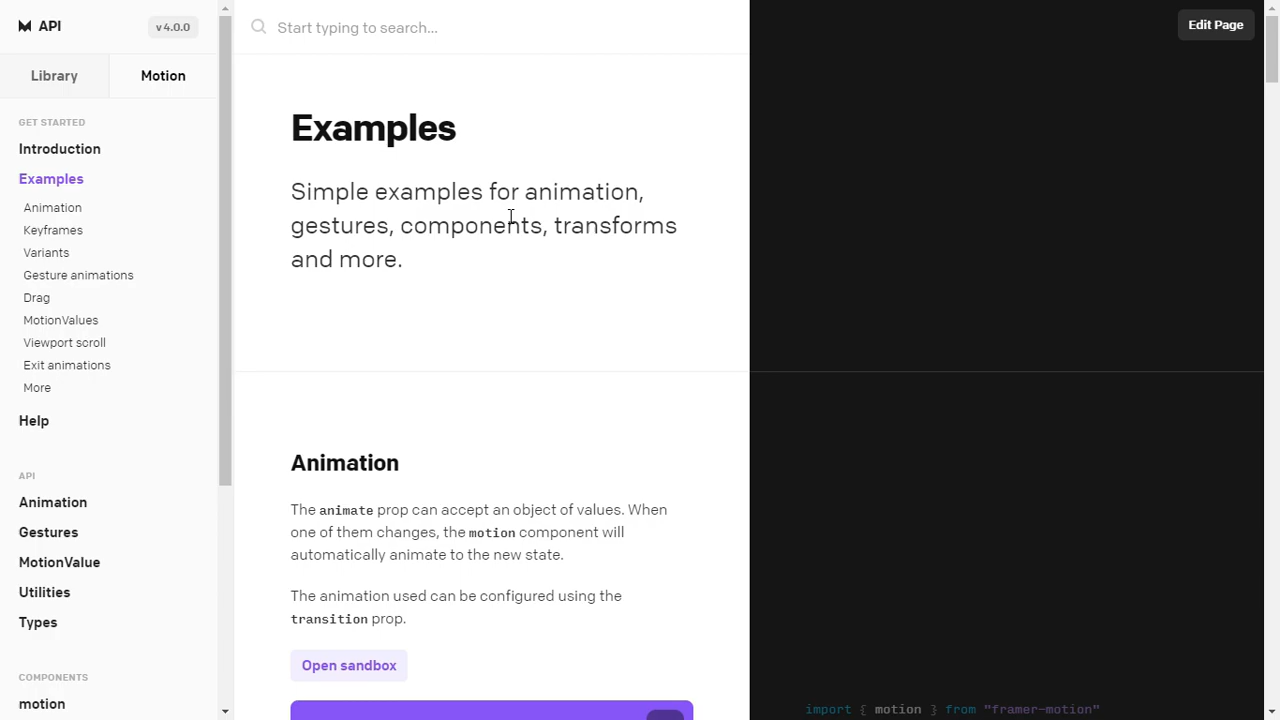 API
v4.0.0
Library
Motion
GET STARTED
Introduction
Examples
Animation
Keyframes
Variants
Gesture animations
Drag
MotionValues
Viewport scroll
Exit animations
More
Help
API
Animation
Gestures
MotionValue
Utilities
Types
COMPONENTS
motion
Start typing to search...
Examples
Simple examples for animation,
gestures, components, transforms
and more.
Animation
The animate prop can accept an object of values. When
one of them changes, the motion component will
automatically animate to the new state.
The animation used can be configured using the
transition prop.
Open sandbox
Edit Page
import { motion } from "framer-motion"